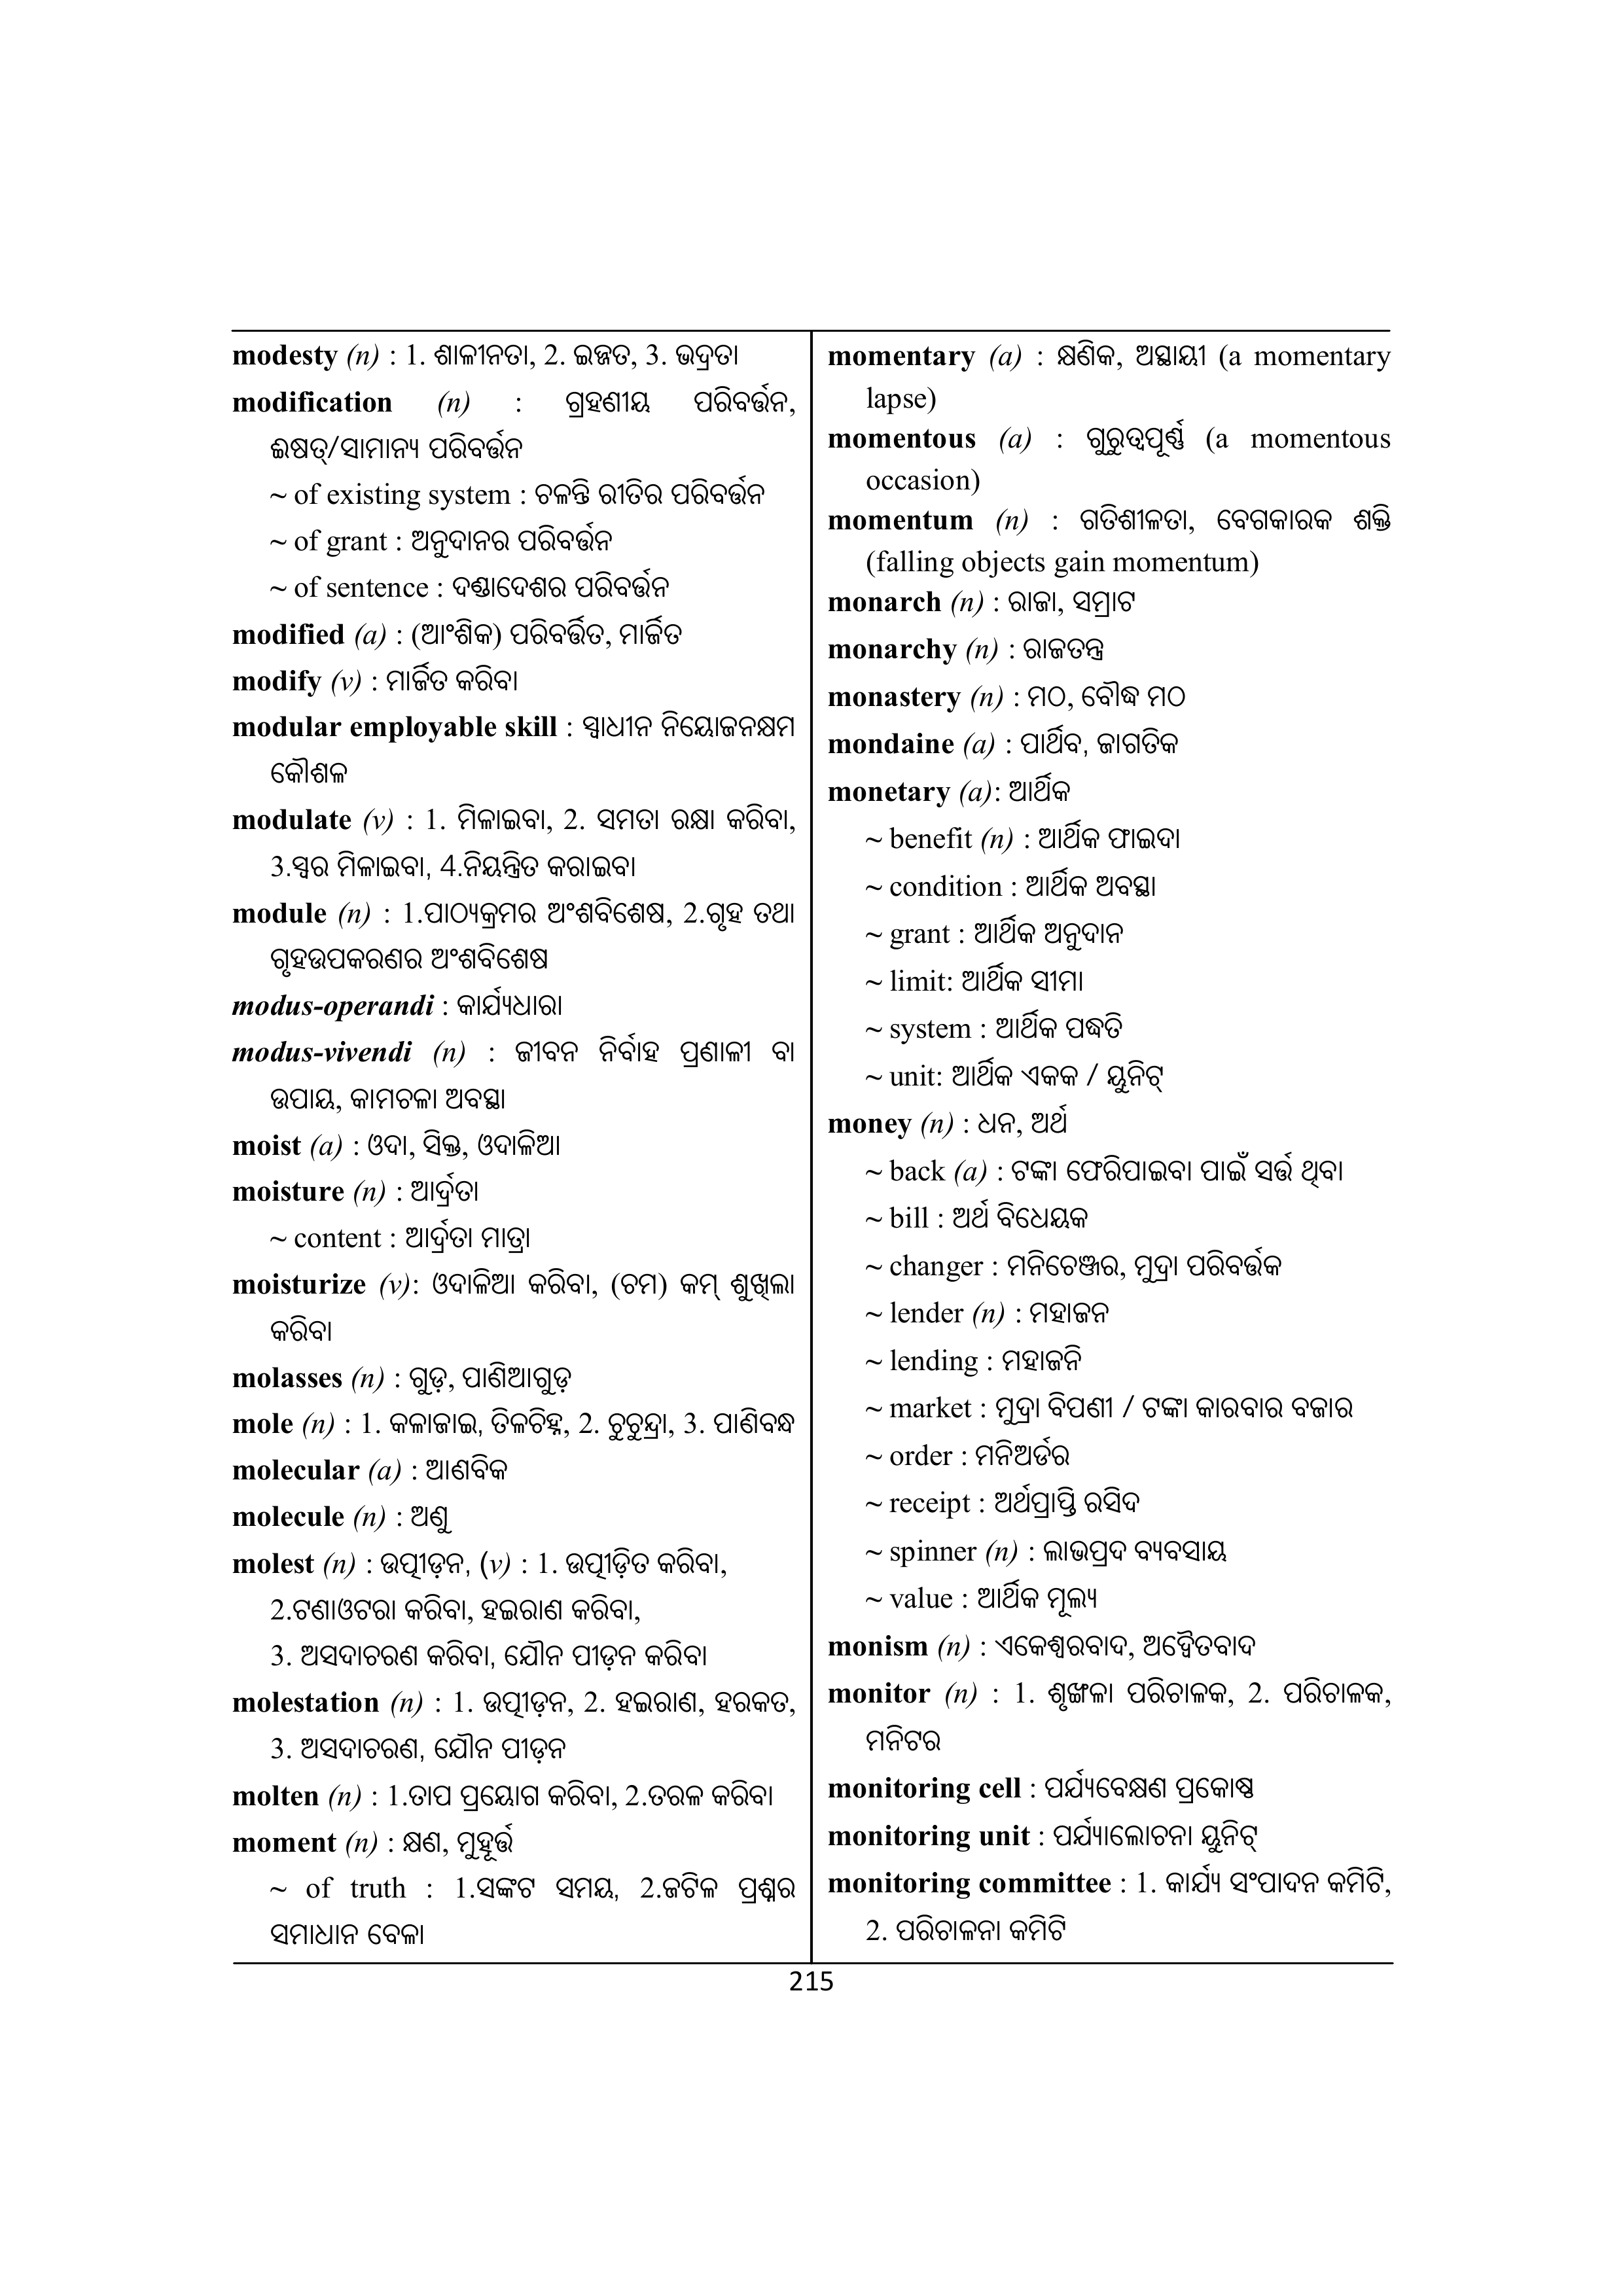 modesty (n) : 1. ଶାଳୀନତା, 2. ଇଜ୍ଜତ, 3. ଭଦ୍ରତା
modification (n) : ଗ୍ରହଣୀୟ ପରିବର୍ତ୍ତନ,
ଈଷତ୍/ସାମାନ୍ୟ ପରିବର୍ତ୍ତନ
~ of existing system : ଚଳନ୍ତି ରୀତିର ପରିବର୍ତ୍ତନ
~ of grant : ଅନୁଦାନର ପରିବର୍ତ୍ତନ
~ of sentence : ଦଣ୍ଡାଦେଶର ପରିବର୍ତ୍ତନ
modified (a) : (ଆଂଶିକ) ପରିବର୍ତ୍ତିତ, ମାର୍ଜିତ
modify (v) : ମାର୍ଜିତ କରିବା
modular employable skill : ସ୍ୱାଧୀନ ନିୟୋଜନକ୍ଷମ
କୌଶଳ
modulate (v) : 1. ମିଳାଇବା, 2. ସମତା ରକ୍ଷା କରିବା,
3.ସ୍ୱର ମିଳାଇବା, 4.ନିୟନ୍ତ୍ରିତ କରାଇବା
module (n) : 1.ପାଠ୍ୟକ୍ରମର ଅଂଶବିଶେଷ, 2.ଗୃହ ତଥା
ଗୃହଉପକରଣର ଅଂଶବିଶେଷ
modus-operandi : କାର୍ଯ୍ୟଧାରା
modus-vivendi (n) : ଜୀବନ ନିର୍ବାହ ପ୍ରଣାଳୀ ବା
ଉପାୟ, କାମଚଳା ଅବସ୍ଥା
moist (a) : ଓଦା, ସିକ୍ତ, ଓଦାଳିଆ
moisture (n) : ଆର୍ଦ୍ରତା
~ content : ଆର୍ଦ୍ରତା ମାତ୍ରା
moisturize (v): ଓଦାଳିଆ କରିବା, (ଚମ) କମ୍ ଶୁଖିଲା
କରିବା
molasses (n) : ଗୁଡ଼, ପାଣିଆଗୁଡ଼
mole (n) : 1. କଳାଜାଇ, ତିଳଚିହ୍ନ, 2. ଚୁଚୁନ୍ଦ୍ରା, 3. ପାଣିବନ୍ଧ
molecular (a) : ଆଣବିକ
molecule (n) : ଅଣୁ
molest (n) : ଉତ୍ପୀଡ଼ନ, (v) : 1. ଉତ୍ପୀଡ଼ିତ କରିବା,
2.ଟଣାଓଟରା କରିବା, ହଇରାଣ କରିବା,
3. ଅସଦାଚରଣ କରିବା, ଯୌନ ପୀଡ଼ନ କରିବା
molestation (n) : 1. ଉତ୍ପୀଡ଼ନ, 2. ହଇରାଣ, ହରକତ,
3. ଅସଦାଚରଣ, ଯୌନ ପୀଡ଼ନ
molten (n) : 1.ତାପ ପ୍ରୟୋଗ କରିବା, 2.ତରଳ କରିବା
moment (n) : କ୍ଷଣ, ମୁହୂର୍ତ୍ତ
~ of truth : 1.ସଙ୍କଟ ସମୟ, 2.ଜଟିଳ ପ୍ରଶ୍ନର
ସମାଧାନ ବେଳା
momentary (a) : କ୍ଷଣିକ, ଅସ୍ଥାୟୀ (a momentary
lapse)
momentous (a) : ଗୁରୁତ୍ୱପୂର୍ଣ୍ଣ (a momentous
occasion)
momentum (n) : ଗତିଶୀଳତା, ବେଗକାରକ ଶକ୍ତି
(falling objects gain momentum)
monarch (n) : ରାଜା, ସମ୍ରାଟ
monarchy (n) : ରାଜତନ୍ତ୍ର
monastery (n) : ମଠ, ବୌଦ୍ଧ ମଠ
mondaine (a) : ପାର୍ଥିବ, ଜାଗତିକ
monetary (a): ଆର୍ଥିକ
~ benefit (n) : ଆର୍ଥିକ ଫାଇଦା
~ condition : ଆର୍ଥିକ ଅବସ୍ଥା
~ grant : ଆର୍ଥିକ ଅନୁଦାନ
~ limit: ଆର୍ଥିକ ସୀମା
~ system : ଆର୍ଥିକ ପଦ୍ଧତି
~ unit: ଆର୍ଥିକ ଏକକ / ୟୁନିଟ୍
money (n) : ଧନ, ଅର୍ଥ
~ back (a) : ଟଙ୍କା ଫେରିପାଇବା ପାଇଁ ସର୍ତ୍ତ ଥିବା
~ bill : ଅର୍ଥ ବିଧେୟକ
~ changer : ମନିଚେଞ୍ଜର, ମୁଦ୍ରା ପରିବର୍ତ୍ତକ
~ lender (n) : ମହାଜନ
~ lending : ମହାଜନି
~ market : ମୁଦ୍ରା ବିପଣୀ / ଟଙ୍କା କାରବାର ବଜାର
~ order : ମନିଅର୍ଡର
~ receipt : ଅର୍ଥପ୍ରାପ୍ତି ରସିଦ
~ spinner (n) : ଲାଭପ୍ରଦ ବ୍ୟବସାୟ
~ value : ଆର୍ଥିକ ମୂଲ୍ୟ
monism (n) : ଏକେଶ୍ୱରବାଦ, ଅଦ୍ୱୈତବାଦ
monitor (n) : 1. ଶୃଙ୍ଖଳା ପରିଚାଳକ, 2. ପରିଚାଳକ,
ମନିଟର
monitoring cell : ପର୍ଯ୍ୟବେକ୍ଷଣ ପ୍ରକୋଷ୍ଠ
monitoring unit : ପର୍ଯ୍ୟାଲୋଚନା ୟୁନିଟ୍
monitoring committee : 1. କାର୍ଯ୍ୟ ସଂପାଦନ କମିଟି,
2. ପରିଚାଳନା କମିଟି
215